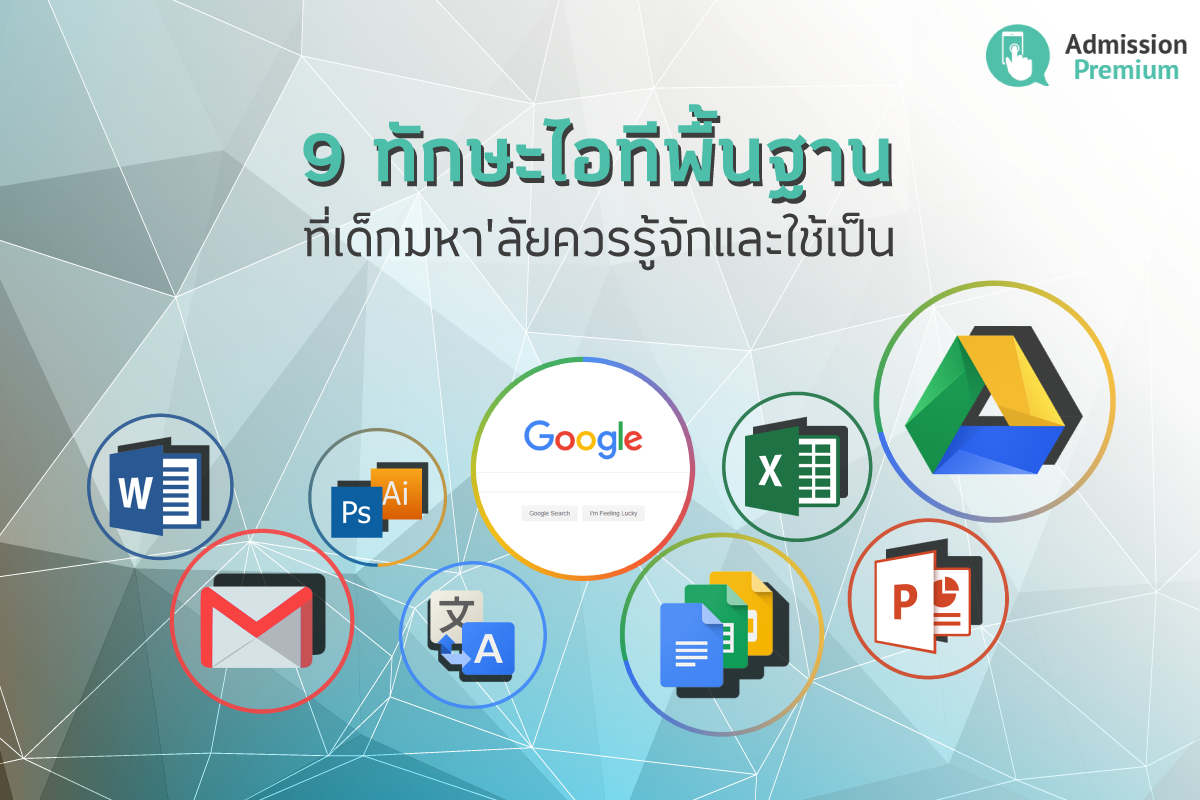 Admission
Premium
9 ทักษะไอทีพื้นฐาน
ที่เด็กมหา'ลัยควรรู้จักและใช้เป็น
Google
Google Search I'm Feeling Lucky
W
Ps
Ai
X
文
A
P